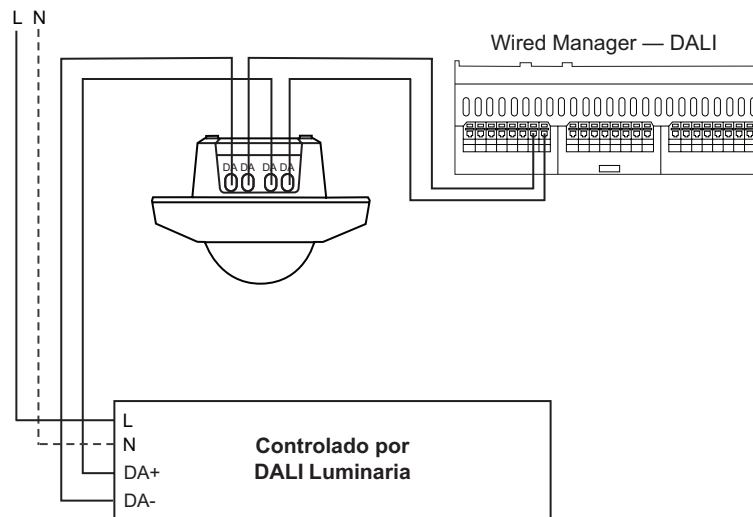 L N
Wired Manager — DALI
DA DA DA DA
L
N
DA+
DA-
Controlado por
DALI Luminaria